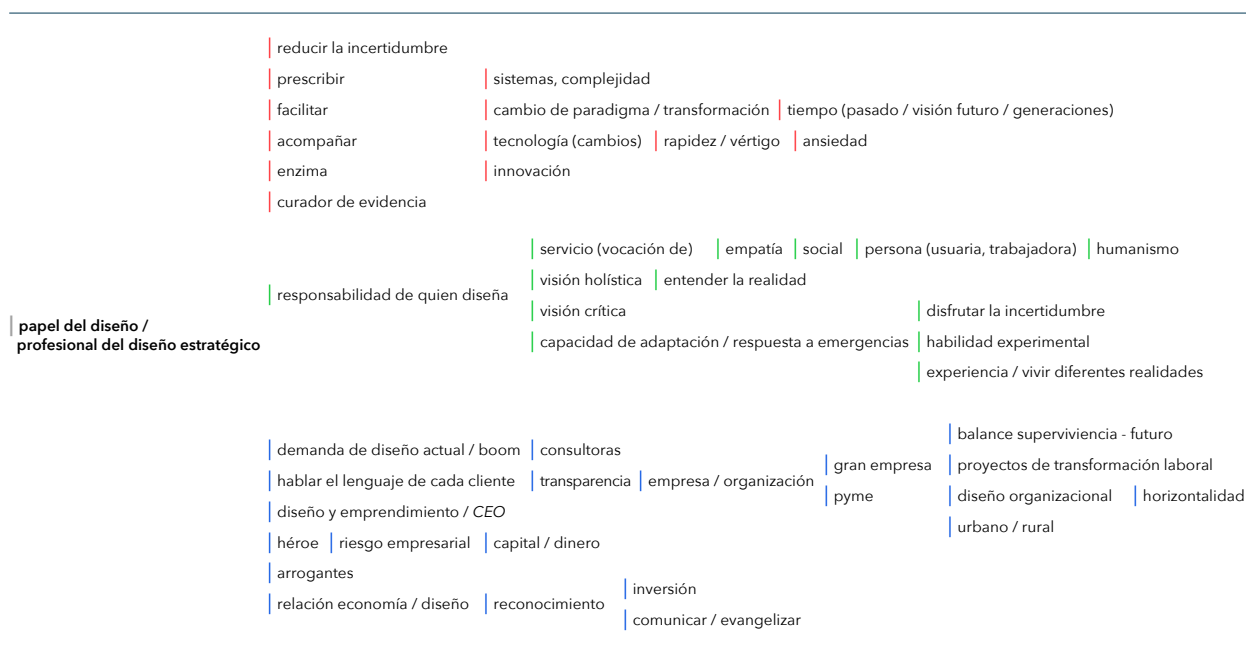 reducir la incertidumbre
prescribir | sistemas, complejidad
facilitar | cambio de paradigma / transformación | tiempo (pasado / visión futuro / generaciones)
acompañar | tecnología (cambios) | rapidez / vértigo | ansiedad
enzima | innovación
curador de evidencia
servicio (vocación de) | empatía | social | persona (usuaria, trabajadora) | humanismo
visión holística | entender la realidad
responsabilidad de quien diseña
visión crítica | disfrutar la incertidumbre
papel del diseño /
profesional del diseño estratégico
capacidad de adaptación / respuesta a emergencias | habilidad experimental
experiencia / vivir diferentes realidades
balance superviviencia - futuro
demanda de diseño actual / boom | consultoras
gran empresa | proyectos de transformación laboral
hablar el lenguaje de cada cliente | transparencia | empresa / organización
pyme | diseño organizacional | horizontalidad
diseño y emprendimiento / CEO
urbano / rural
héroe | riesgo empresarial | capital / dinero
arrogantes
inversión
relación economía / diseño | reconocimiento
comunicar / evangelizar